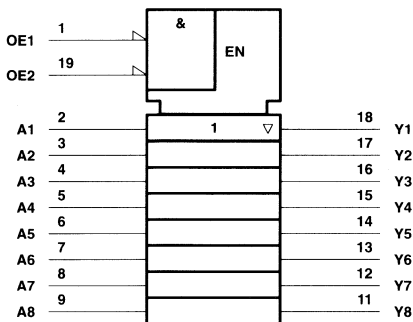 &
OE1 1
EN
OE2 19
A1 2 1 ▽ 18 Y1
A2 3 17 Y2
A3 4 16 Y3
A4 5 15 Y4
A5 6 14 Y5
A6 7 13 Y6
A7 8 12 Y7
A8 9 11 Y8